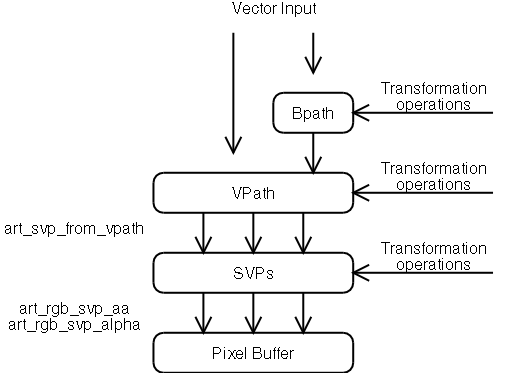 Vector Input
Transformation
operations
Bpath
Transformation
operations
VPath
art_svp_from_vpath
Transformation
operations
SVPs
art_rgb_svp_aa
art_rgb_svp_alpha
Pixel Buffer